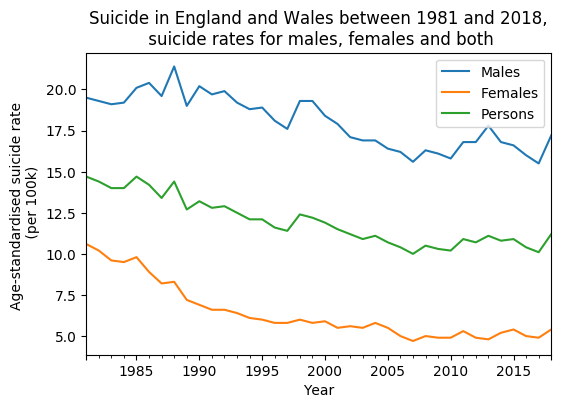 Suicide in England and Wales between 1981 and 2018,
suicide rates for males, females and both
Males
Females
Persons
Age-standardised suicide rate
(per 100k)
20.0
17.5
15.0
12.5
10.0
7.5
5.0
1985
1990
1995
2000
2005
2010
2015
Year